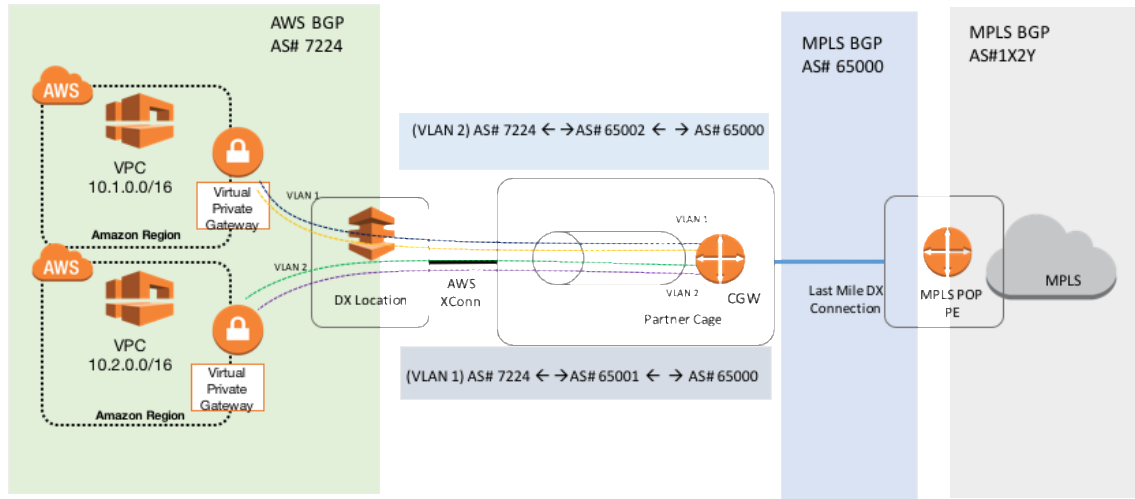 AWS BGP
AS# 7224
MPLS BGP
AS# 65000
MPLS BGP
AS#1X2Y
AWS
VPC
10.1.0.0/16
Virtual
Private
Gateway
Amazon Region
VLAN 1
(VLAN 2) AS# 7224 ← → AS# 65002 ← → AS# 65000
AWS
VPC
10.2.0.0/16
Virtual
Private
Gateway
Amazon Region
VLAN 2
DX Location
AWS
XConn
VLAN 1
VLAN 2
CGW
Partner Cage
Last Mile DX
Connection
MPLS POP
PE
MPLS
(VLAN 1) AS# 7224 ← → AS# 65001 ← → AS# 65000